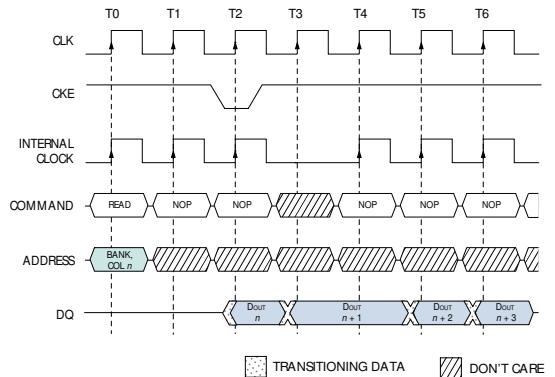 T0 T1 T2 T3 T4 T5 T6
CLK
CKE
INTERNAL
CLOCK
COMMAND READ NOP NOP NOP NOP NOP
ADDRESS BANK,
COL n
DQ DOUT DOUT DOUT DOUT
n n + 1 n + 2 n + 3
TRANSITIONING DATA DON'T CARE